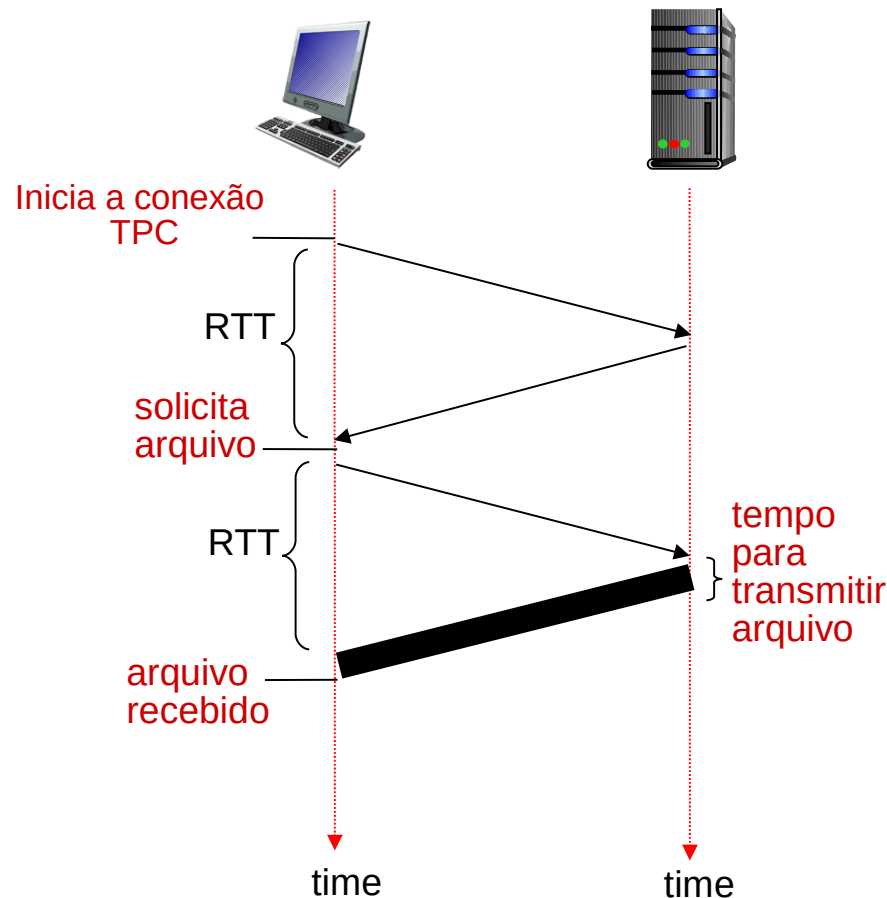 Inicia a conexão
TPC
RTT
solicita
arquivo
RTT
tempo
para
transmitir
arquivo
arquivo
recebido
time
time